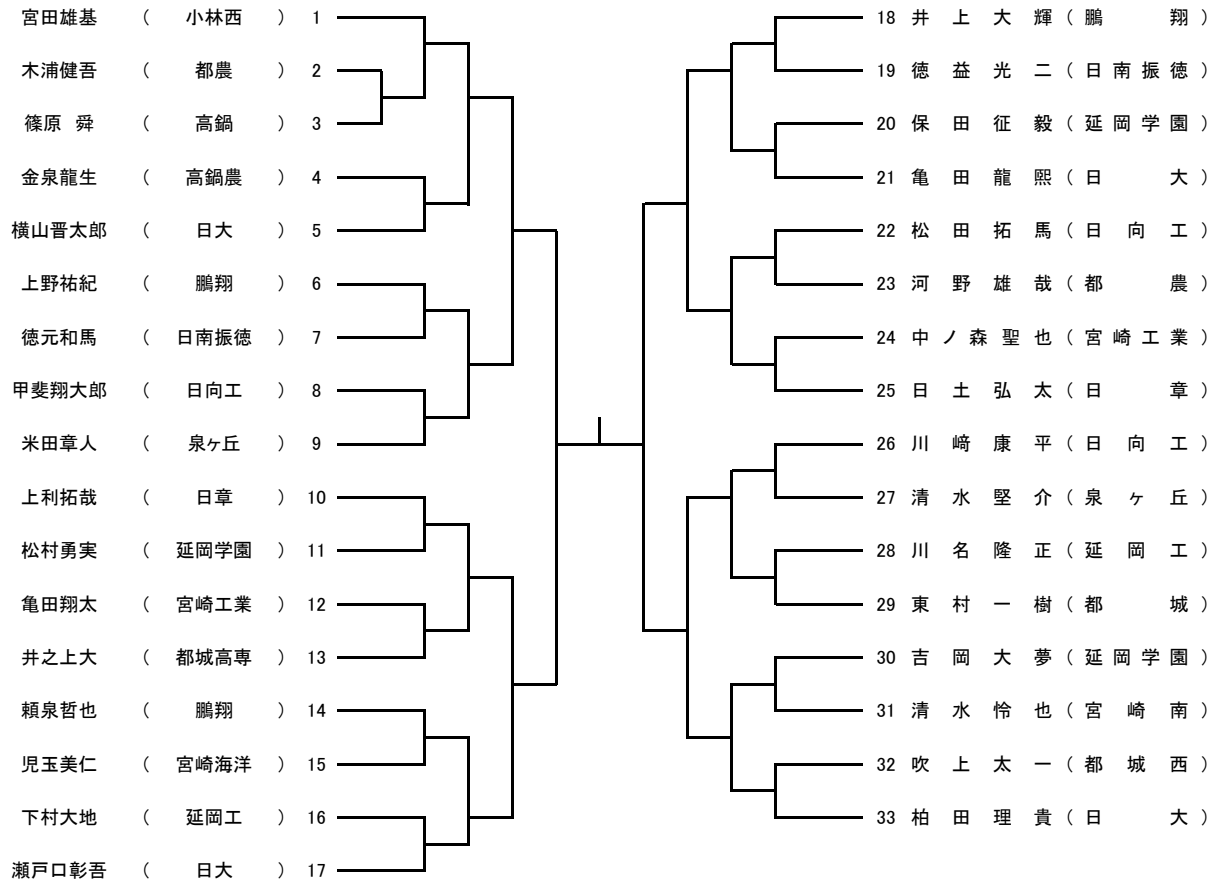 宮田雄基 ( 小林西 ) 1
木浦健吾 ( 都農 ) 2
篠原 舜 ( 高鍋 ) 3
金泉龍生 ( 高鍋農 ) 4
横山晋太郎 ( 日大 ) 5
上野祐紀 ( 鵬翔 ) 6
徳元和馬 ( 日南振徳 ) 7
甲斐翔大郎 ( 日向工 ) 8
米田章人 ( 泉ヶ丘 ) 9
上利拓哉 ( 日章 ) 10
松村勇実 ( 延岡学園 ) 11
亀田翔太 ( 宮崎工業 ) 12
井之上大 ( 都城高専 ) 13
頼泉哲也 ( 鵬翔 ) 14
児玉美仁 ( 宮崎海洋 ) 15
下村大地 ( 延岡工 ) 16
瀬戸口彰吾 ( 日大 ) 17
18 井上大輝 ( 鵬翔 )
19 徳益光二 ( 日南振徳 )
20 保田征毅 ( 延岡学園 )
21 亀田龍熙 ( 日大 )
22 松田拓馬 ( 日向工 )
23 河野雄哉 ( 都農 )
24 中ノ森聖也 ( 宮崎工業 )
25 日土弘太 ( 日章 )
26 川﨑康平 ( 日向工 )
27 清水堅介 ( 泉ヶ丘 )
28 川名隆正 ( 延岡工 )
29 東村一樹 ( 都城 )
30 吉岡大夢 ( 延岡学園 )
31 清水怜也 ( 宮崎南 )
32 吹上太一 ( 都城西 )
33 柏田理貴 ( 日大 )